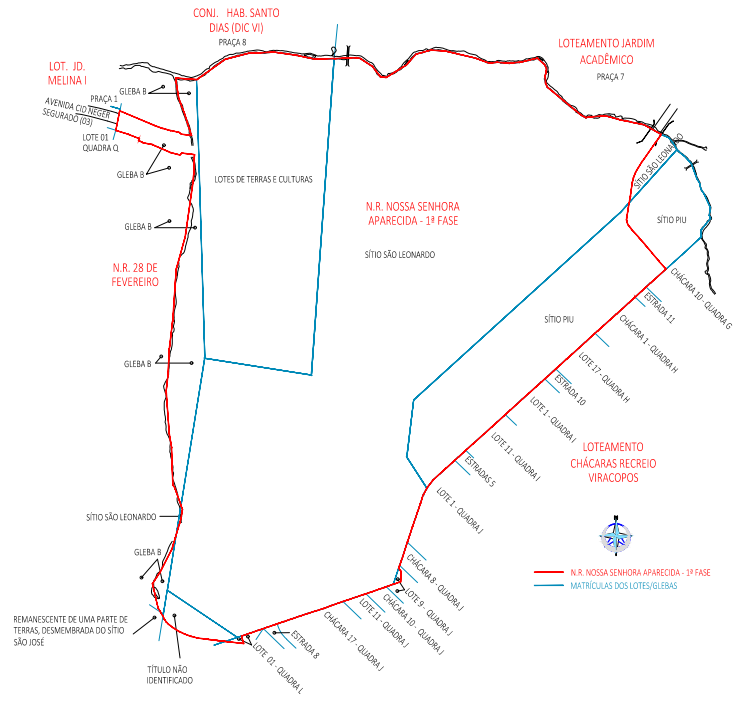 CONJ. HAB. SANTO
DIAS (DIC VI)
PRAÇA 8
LOTEAMENTO JARDIM
ACADÊMICO
PRAÇA 7
LOT. JD.
MELINA I
GLEBA B
PRAÇA 1
AVENIDA CID NEGER
SEGURADO (03)
LOTE 01
QUADRA Q
GLEBA B
LOTES DE TERRAS E CULTURAS
SÍTIO SÃO LEONARDO
N.R. NOSSA SENHORA
APARECIDA - 1ª FASE
SÍTIO PIU
GLEBA B
SÍTIO SÃO LEONARDO
N.R. 28 DE
FEVEREIRO
CHÁCARA 10 - QUADRA G
ESTRADA 11
SÍTIO PIU
CHÁCARA 1 - QUADRA H
GLEBA B
LOTE 17 - QUADRA H
ESTRADA 10
LOTE 1 - QUADRA I
LOTE 11 - QUADRA I
ESTRADAS 5
LOTE 1 - QUADRA J
LOTEAMENTO
CHÁCARAS RECREIO
VIRACOPOS
SÍTIO SÃO LEONARDO
GLEBA B
CHÁCARA 8 - QUADRA J
LOTE 9 - QUADRA J
CHÁCARA 10 - QUADRA J
LOTE 11 - QUADRA J
CHÁCARA 17 - QUADRA J
ESTRADA 8
LOTE 01 - QUADRA L
N.R. NOSSA SENHORA APARECIDA - 1ª FASE
MATRÍCULAS DOS LOTES/GLEBAS
REMANESCENTE DE UMA PARTE DE
TERRAS, DESMEMBRADA DO SÍTIO
SÃO JOSÉ
TÍTULO NÃO
IDENTIFICADO